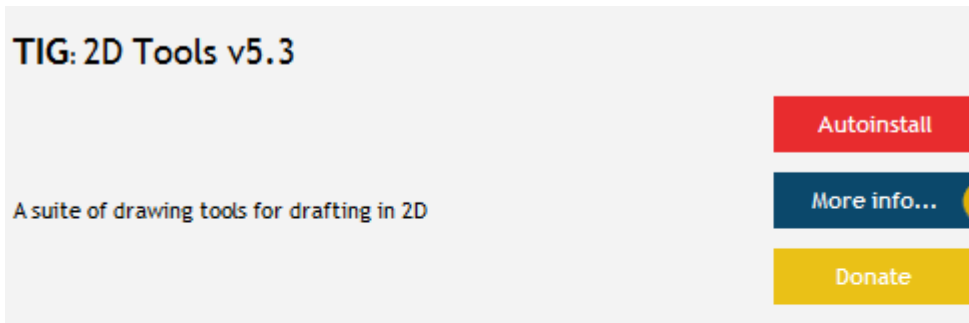 TIG: 2D Tools v5.3
Autoinstall
A suite of drawing tools for drafting in 2D
More info...
Donate